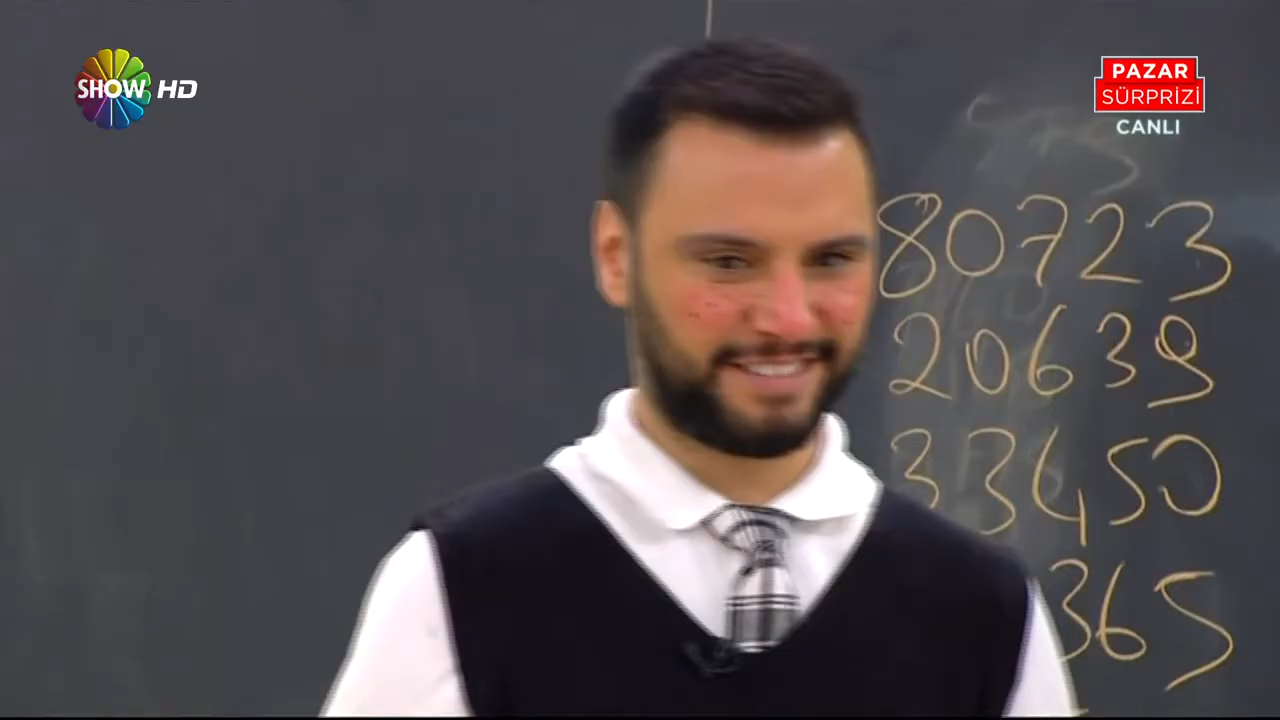 SHOW HD
PAZAR
SÜRPRİZİ
CANLI
80723
20639
33450
365